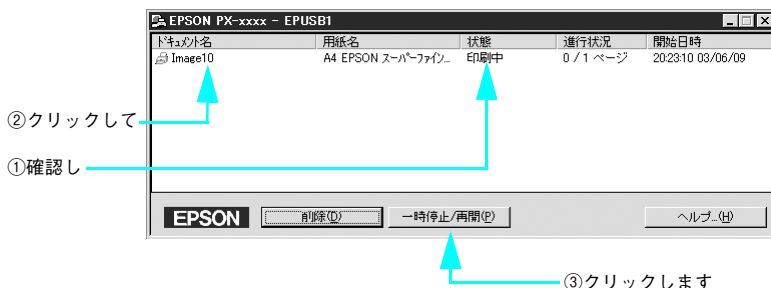 EPSON PX-xxxx - EPUSB1
ドキュメント名 用紙名 状態 進行状況 開始日時
Image10 A4 EPSON スーパーファイン... 印刷中 0 / 1 ページ 20:23:10 03/06/09
②クリックして
①確認し
EPSON 削除(D) 一時停止/再開(P) ヘルプ...(H)
③クリックします